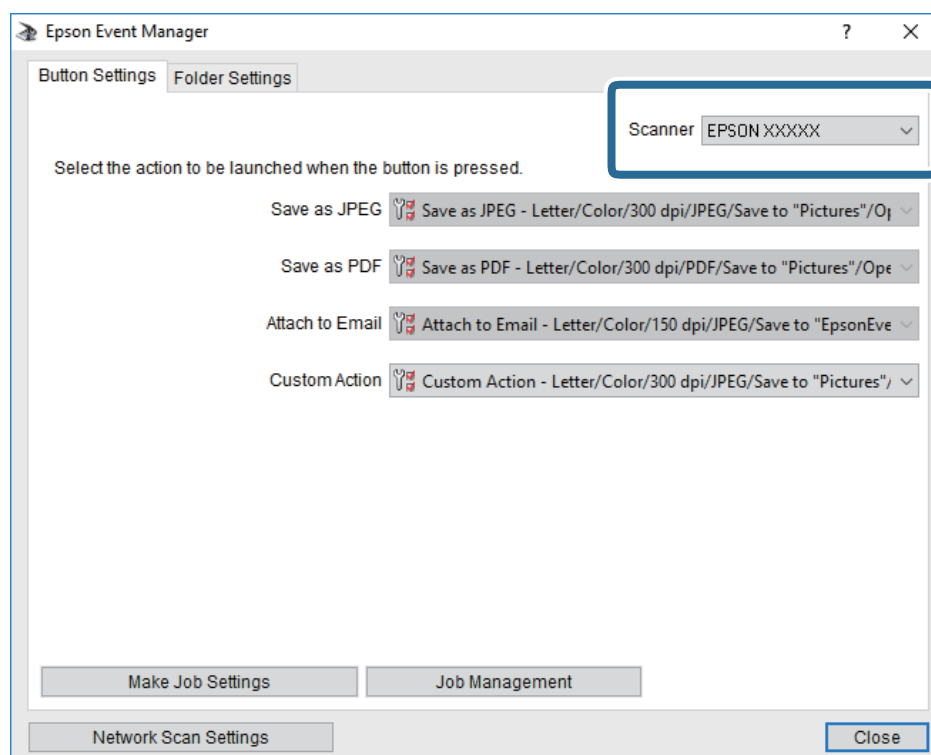 Epson Event Manager
Button Settings Folder Settings
Scanner EPSON XXXXX
Select the action to be launched when the button is pressed.
Save as JPEG Save as JPEG - Letter/Color/300 dpi/JPEG/Save to "Pictures"/Op
Save as PDF Save as PDF - Letter/Color/300 dpi/PDF/Save to "Pictures"/Ope
Attach to Email Attach to Email - Letter/Color/150 dpi/JPEG/Save to "EpsonEve
Custom Action Custom Action - Letter/Color/300 dpi/JPEG/Save to "Pictures"/
Make Job Settings Job Management
Network Scan Settings Close